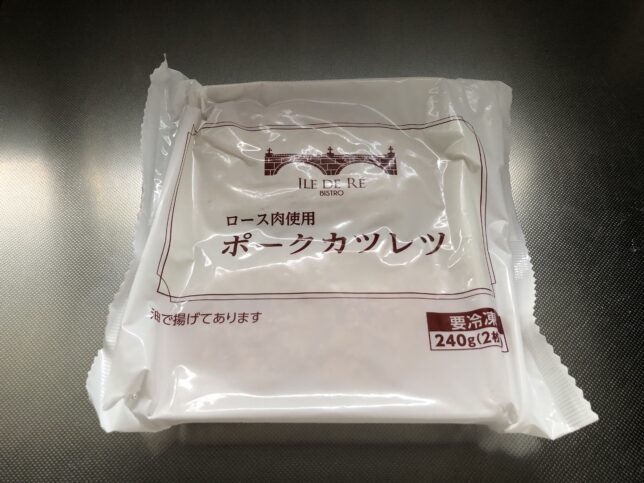 ILE DE RÉ
BISTRO
ロース肉使用
ポークカツレツ
油で揚げてあります
要冷凍
240g(2枚